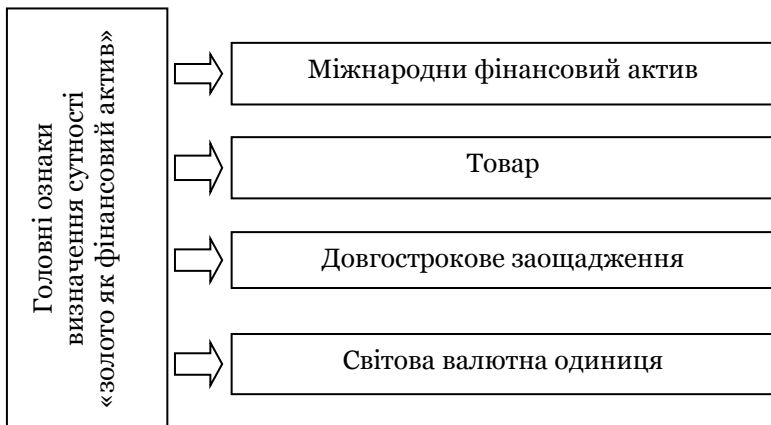 Головні ознаки
визначення сутності
«золото як фінансовий актив»
Міжнародни фінансовий актив
Товар
Довгострокове заощадження
Світова валютна одиниця